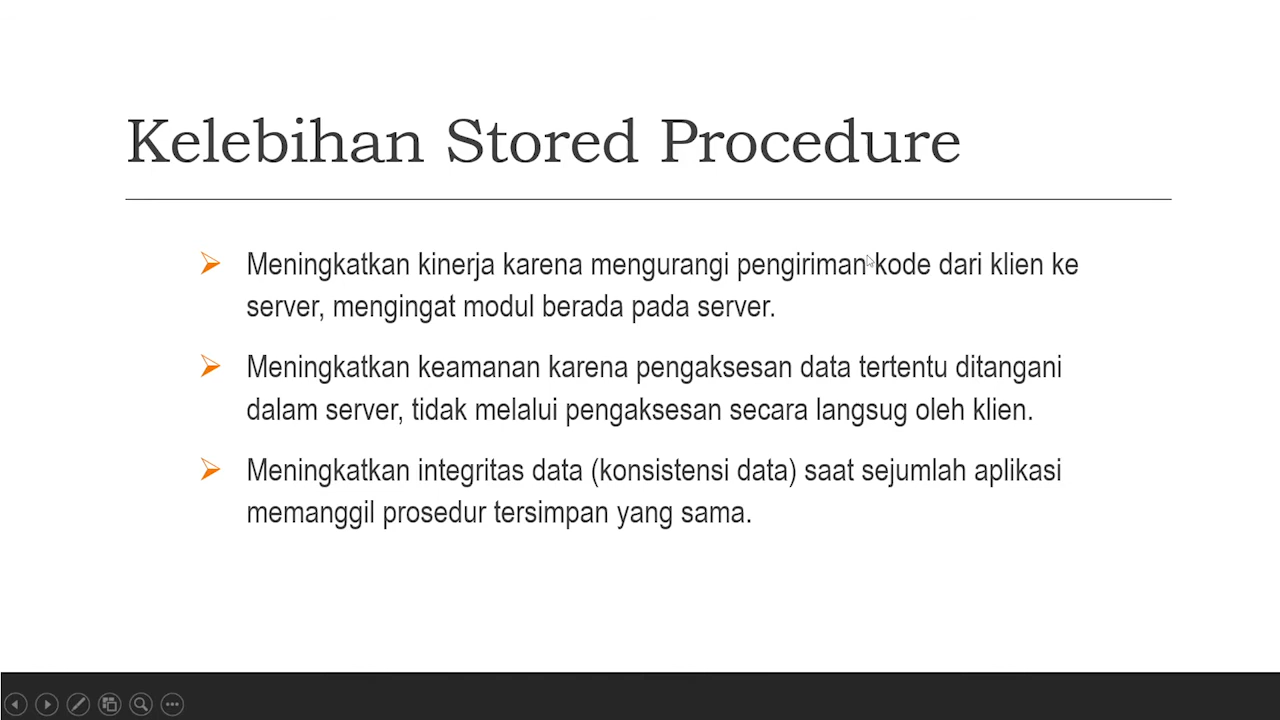 Kelebihan Stored Procedure
Meningkatkan kinerja karena mengurangi pengiriman kode dari klien ke
server, mengingat modul berada pada server.
Meningkatkan keamanan karena pengaksesan data tertentu ditangani
dalam server, tidak melalui pengaksesan secara langsug oleh klien.
Meningkatkan integritas data (konsistensi data) saat sejumlah aplikasi
memanggil prosedur tersimpan yang sama.